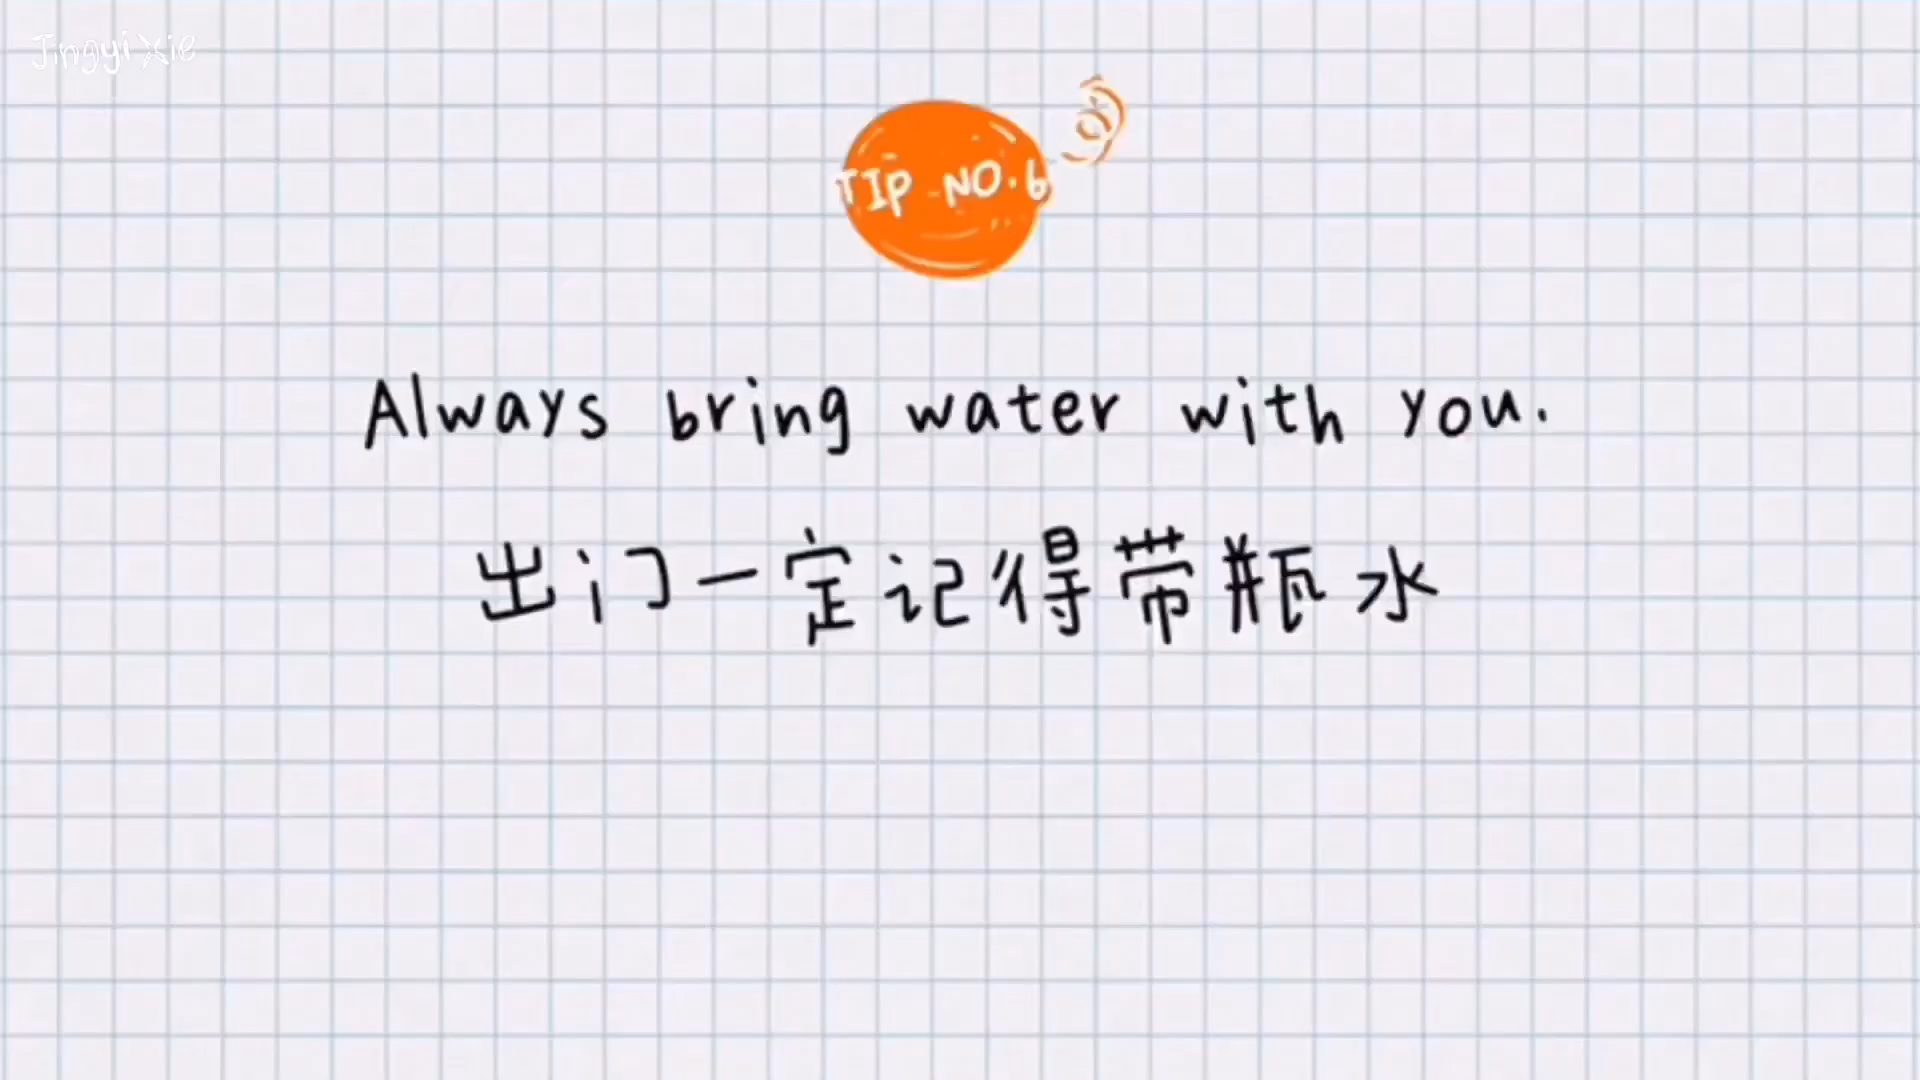 Jingyi Xie
TIP NO.6
Always bring water with you.
出门一定记得带瓶水